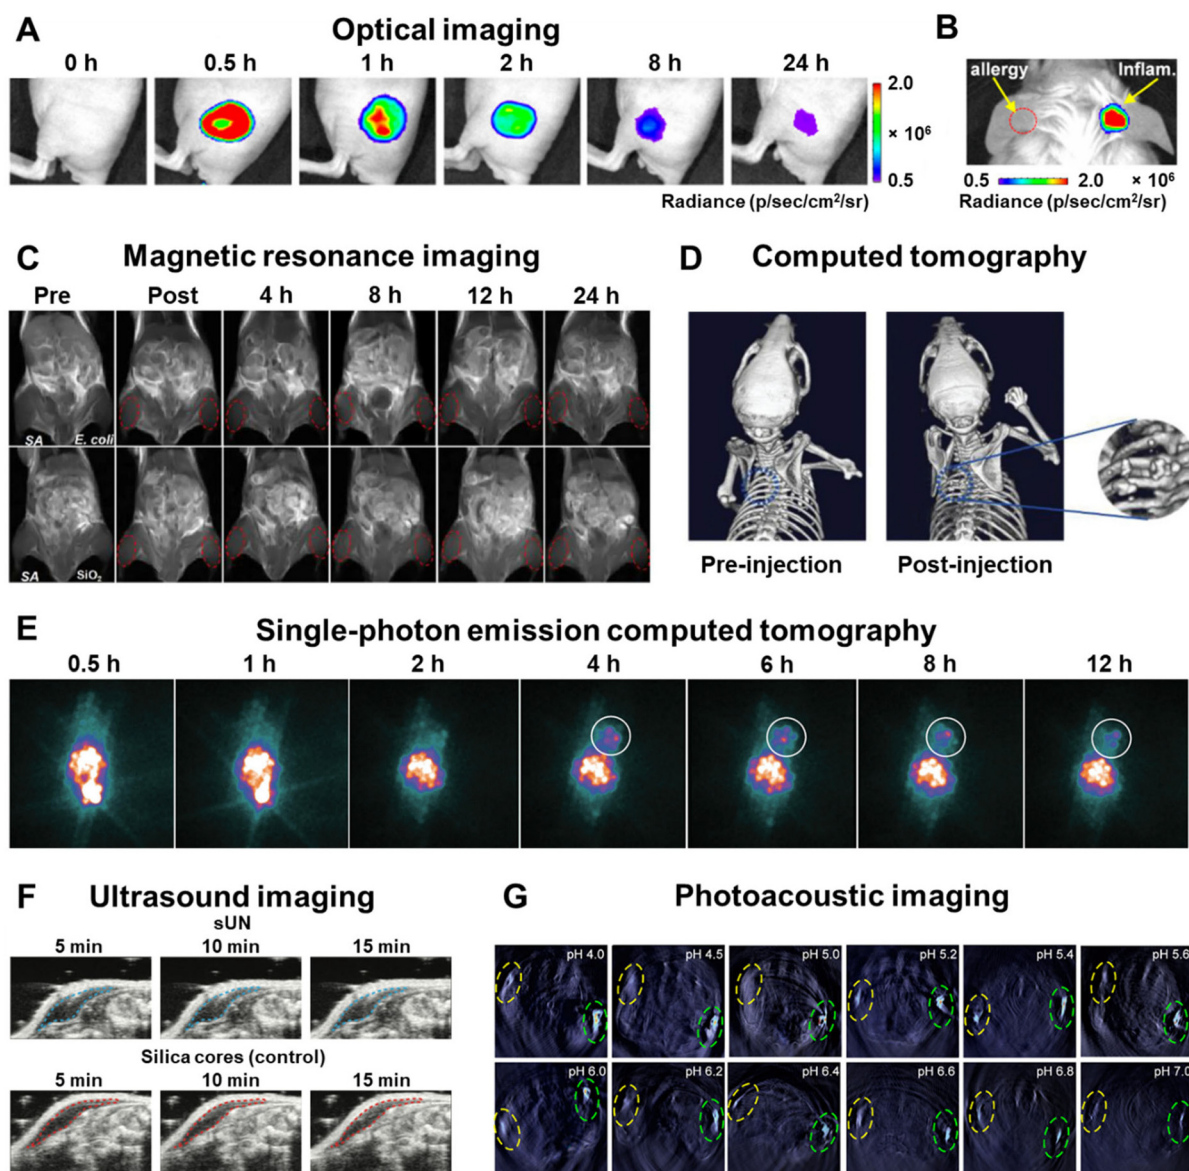 A
Optical imaging
0 h 0.5 h 1 h 2 h 8 h 24 h
2.0
× 10⁶
0.5
Radiance (p/sec/cm²/sr)
B
allergy Inflam.
0.5 2.0 × 10⁶
Radiance (p/sec/cm²/sr)
C
Magnetic resonance imaging
Pre Post 4 h 8 h 12 h 24 h
SA E. coli
SA SiO₂
D
Computed tomography
Pre-injection Post-injection
E
Single-photon emission computed tomography
0.5 h 1 h 2 h 4 h 6 h 8 h 12 h
F
Ultrasound imaging
sUN
5 min 10 min 15 min
Silica cores (control)
5 min 10 min 15 min
G
Photoacoustic imaging
pH 4.0 pH 4.5 pH 5.0 pH 5.2 pH 5.4 pH 5.6
pH 6.0 pH 6.2 pH 6.4 pH 6.6 pH 6.8 pH 7.0